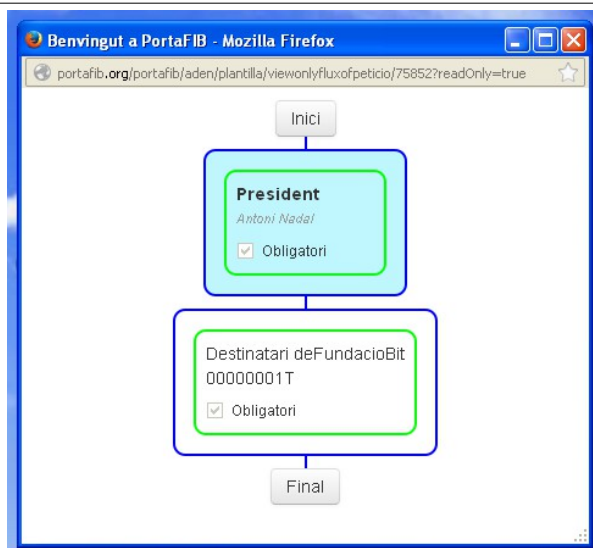 Benvingut a PortaFIB - Mozilla Firefox
portafib.org/portafib/aden/plantilla/viewonlyfluxofpeticio/75852?readOnly=true
Inici
President
Antoni Nadal
Obligatori
Destinatari deFundacioBit
00000001T
Obligatori
Final